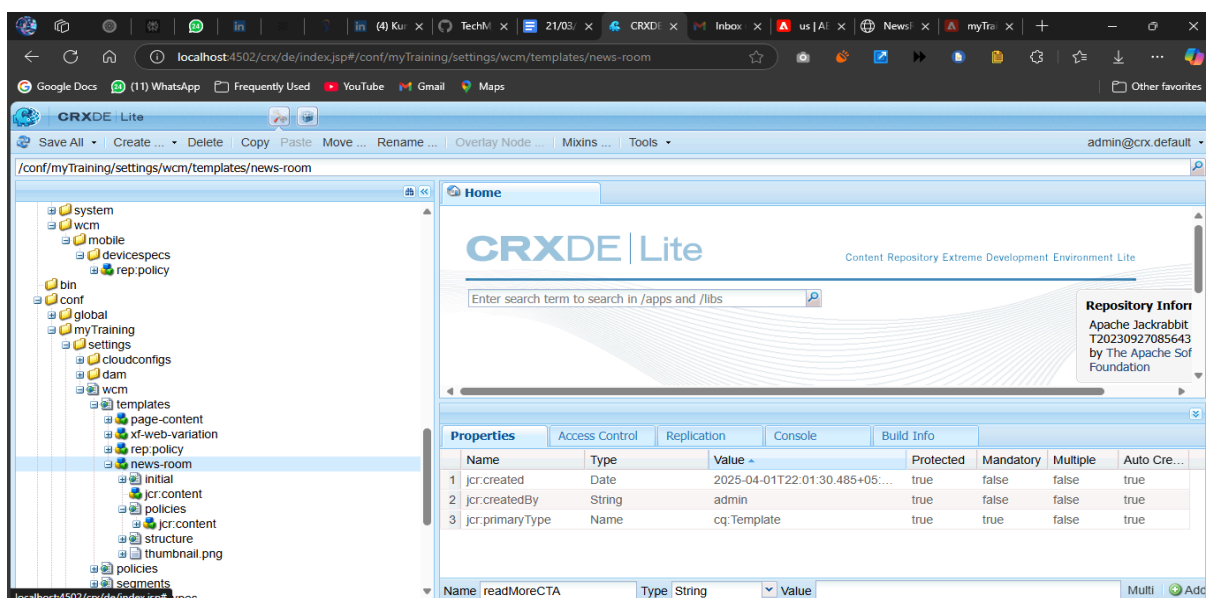 (4) Kur
TechM
21/03/
CRXDE
Inbox
us | AE
NewsF
myTrai
localhost:4502/crx/de/index.jsp#/conf/myTraining/settings/wcm/templates/news-room
Google Docs
(11) WhatsApp
Frequently Used
YouTube
Gmail
Maps
Other favorites
CRXDE | Lite
Save All
Create ...
Delete
Copy
Paste
Move ...
Rename ...
Overlay Node ...
Mixins ...
Tools
admin@crx.default
/conf/myTraining/settings/wcm/templates/news-room
system
wcm
mobile
devicespecs
rep:policy
bin
conf
global
myTraining
settings
cloudconfigs
dam
wcm
templates
page-content
xf-web-variation
rep:policy
news-room
initial
jcr:content
policies
jcr:content
structure
thumbnail.png
policies
segments
localhost:4502/crx/de/index.jsp#
Home
CRXDE | Lite
Content Repository Extreme Development Environment Lite
Enter search term to search in /apps and /libs
Repository Inforr
Apache Jackrabbit
T20230927085643
by The Apache Sof
Foundation
Properties
Access Control
Replication
Console
Build Info
Name Type Value Protected Mandatory Multiple Auto Cre...
1 jcr:created Date 2025-04-01T22:01:30.485+05:... true false false true
2 jcr:createdBy String admin true false false true
3 jcr:primaryType Name cq:Template true true false true
Name readMoreCTA Type String Value Multi Add